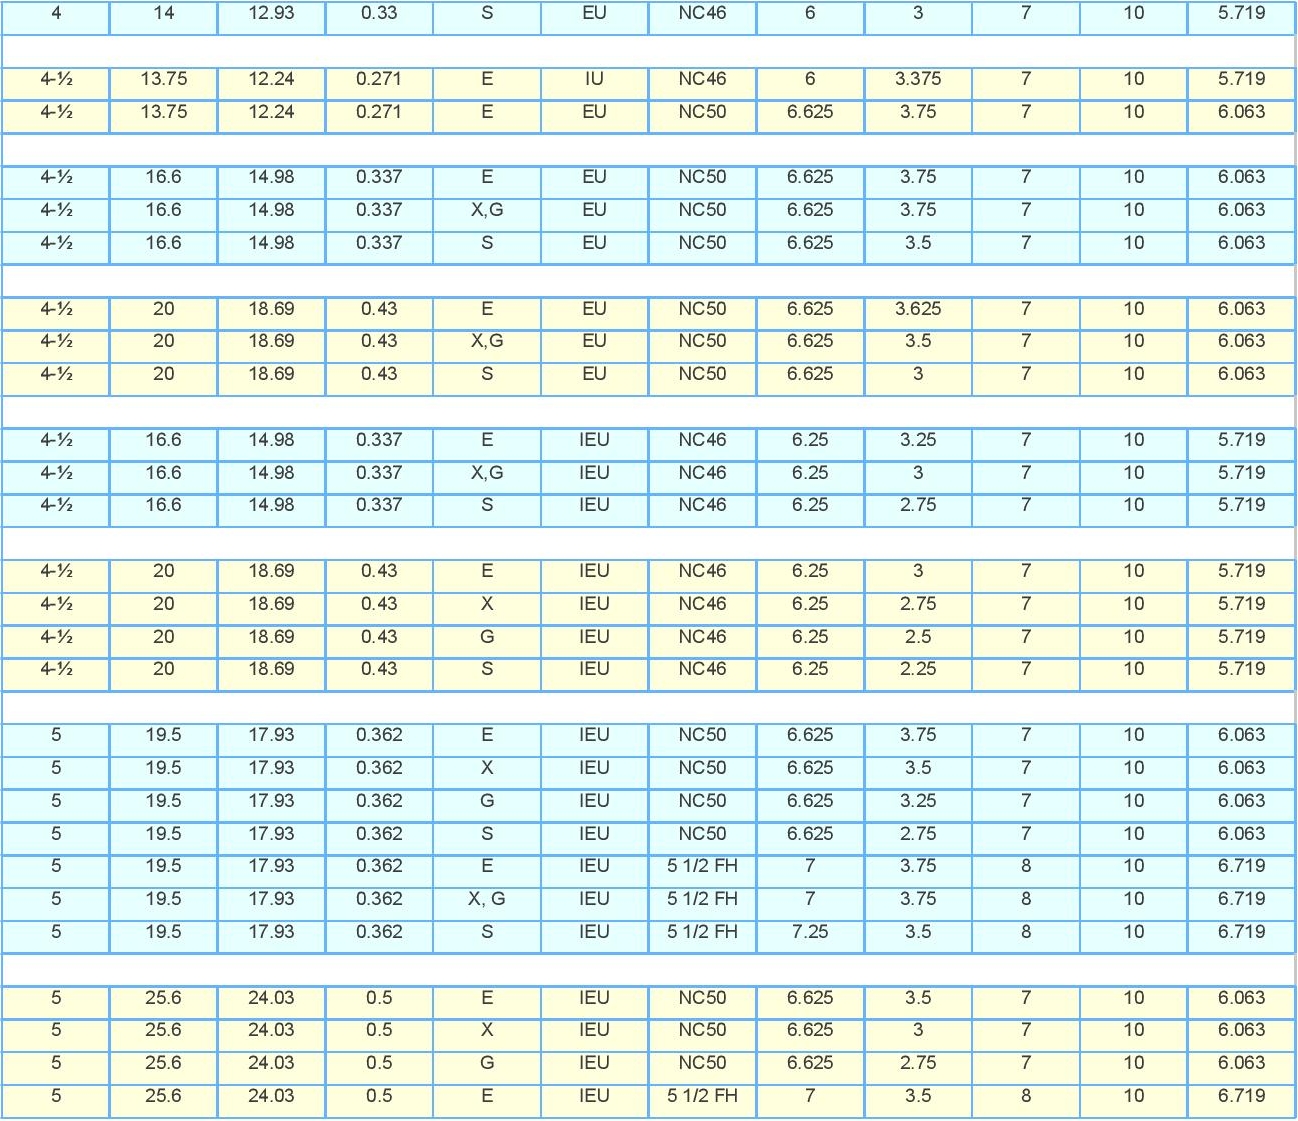 4 14 12.93 0.33 S EU NC46 6 3 7 10 5.719
4-½ 13.75 12.24 0.271 E IU NC46 6 3.375 7 10 5.719
4-½ 13.75 12.24 0.271 E EU NC50 6.625 3.75 7 10 6.063
4-½ 16.6 14.98 0.337 E EU NC50 6.625 3.75 7 10 6.063
4-½ 16.6 14.98 0.337 X,G EU NC50 6.625 3.75 7 10 6.063
4-½ 16.6 14.98 0.337 S EU NC50 6.625 3.5 7 10 6.063
4-½ 20 18.69 0.43 E EU NC50 6.625 3.625 7 10 6.063
4-½ 20 18.69 0.43 X,G EU NC50 6.625 3.5 7 10 6.063
4-½ 20 18.69 0.43 S EU NC50 6.625 3 7 10 6.063
4-½ 16.6 14.98 0.337 E IEU NC46 6.25 3.25 7 10 5.719
4-½ 16.6 14.98 0.337 X,G IEU NC46 6.25 3 7 10 5.719
4-½ 16.6 14.98 0.337 S IEU NC46 6.25 2.75 7 10 5.719
4-½ 20 18.69 0.43 E IEU NC46 6.25 3 7 10 5.719
4-½ 20 18.69 0.43 X IEU NC46 6.25 2.75 7 10 5.719
4-½ 20 18.69 0.43 G IEU NC46 6.25 2.5 7 10 5.719
4-½ 20 18.69 0.43 S IEU NC46 6.25 2.25 7 10 5.719
5 19.5 17.93 0.362 E IEU NC50 6.625 3.75 7 10 6.063
5 19.5 17.93 0.362 X IEU NC50 6.625 3.5 7 10 6.063
5 19.5 17.93 0.362 G IEU NC50 6.625 3.25 7 10 6.063
5 19.5 17.93 0.362 S IEU NC50 6.625 2.75 7 10 6.063
5 19.5 17.93 0.362 E IEU 5 1/2 FH 7 3.75 8 10 6.719
5 19.5 17.93 0.362 X, G IEU 5 1/2 FH 7 3.75 8 10 6.719
5 19.5 17.93 0.362 S IEU 5 1/2 FH 7.25 3.5 8 10 6.719
5 25.6 24.03 0.5 E IEU NC50 6.625 3.5 7 10 6.063
5 25.6 24.03 0.5 X IEU NC50 6.625 3 7 10 6.063
5 25.6 24.03 0.5 G IEU NC50 6.625 2.75 7 10 6.063
5 25.6 24.03 0.5 E IEU 5 1/2 FH 7 3.5 8 10 6.719